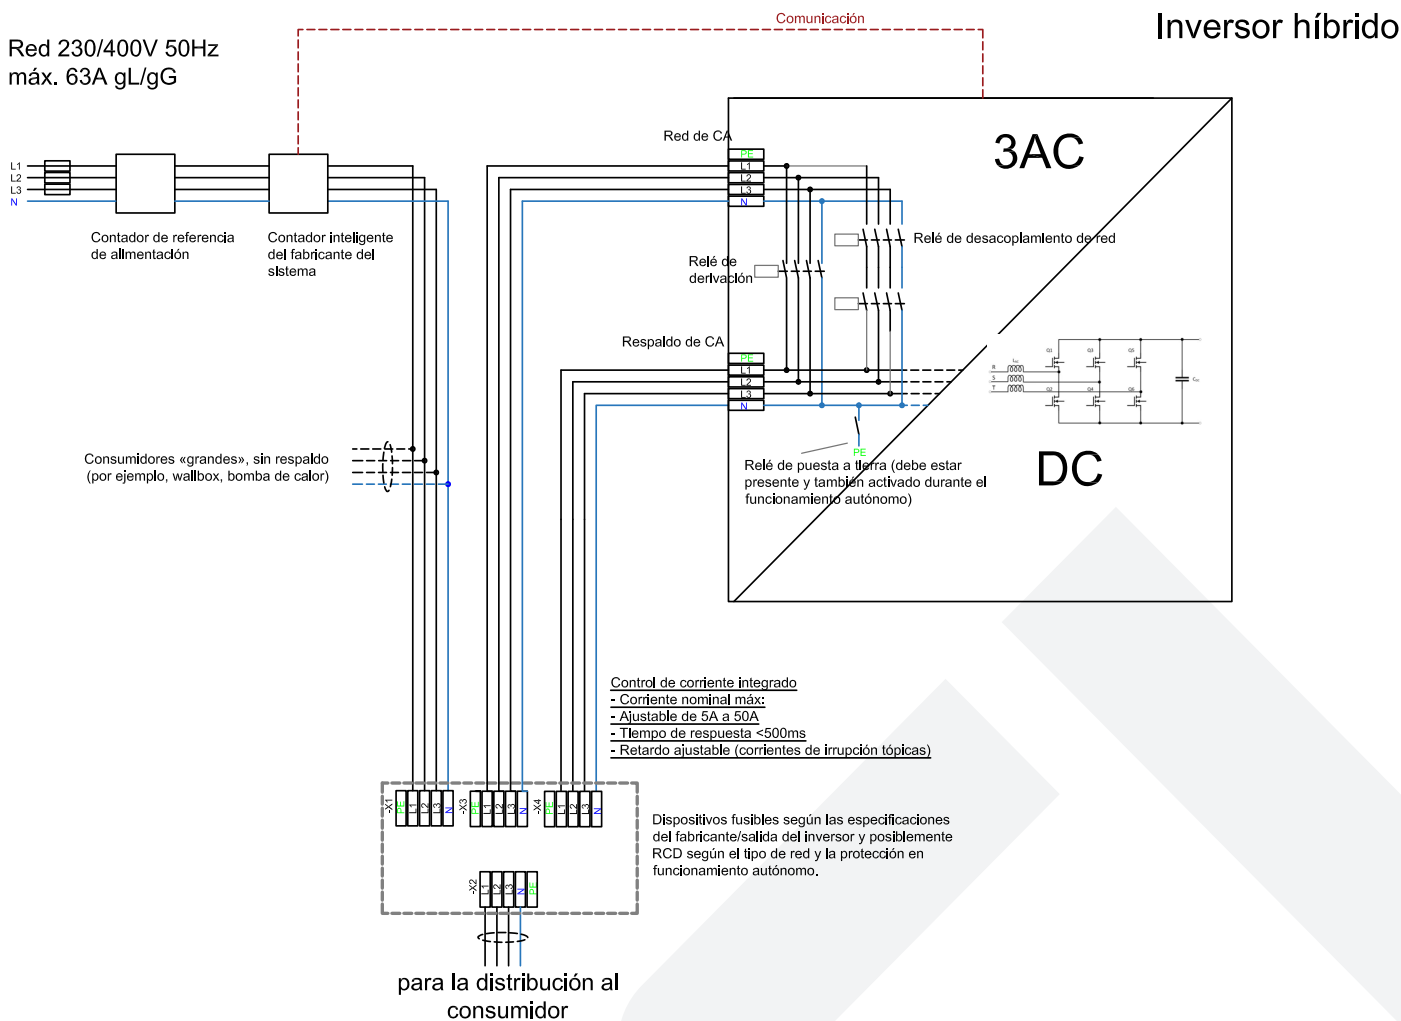 Comunicación
Inversor híbrido
Red 230/400V 50Hz
máx. 63A gL/gG
L1
L2
L3
N
Contador de referencia
de alimentación
Contador inteligente
del fabricante del
sistema
Red de CA
PE
L1
L2
L3
N
3AC
Relé de desacoplamiento de red
Relé de
derivación
Respaldo de CA
PE
L1
L2
L3
N
Q1
Q3
Q5
R
S
T
Q2
Q4
Q6
PE
Relé de puesta a tierra (debe estar
presente y también activado durante el
funcionamiento autónomo)
DC
Consumidores «grandes», sin respaldo
(por ejemplo, wallbox, bomba de calor)
Control de corriente integrado
- Corriente nominal máx:
- Ajustable de 5A a 50A
- Tiempo de respuesta <500ms
- Retardo ajustable (corrientes de irrupción tópicas)
-X1
PE
L1
L2
L3
N
-X3
PE
L1
L2
L3
N
-X4
PE
L1
L2
L3
N
Dispositivos fusibles según las especificaciones
del fabricante/salida del inversor y posiblemente
RCD según el tipo de red y la protección en
funcionamiento autónomo.
-X2
L1
L2
L3
N
PE
para la distribución al
consumidor